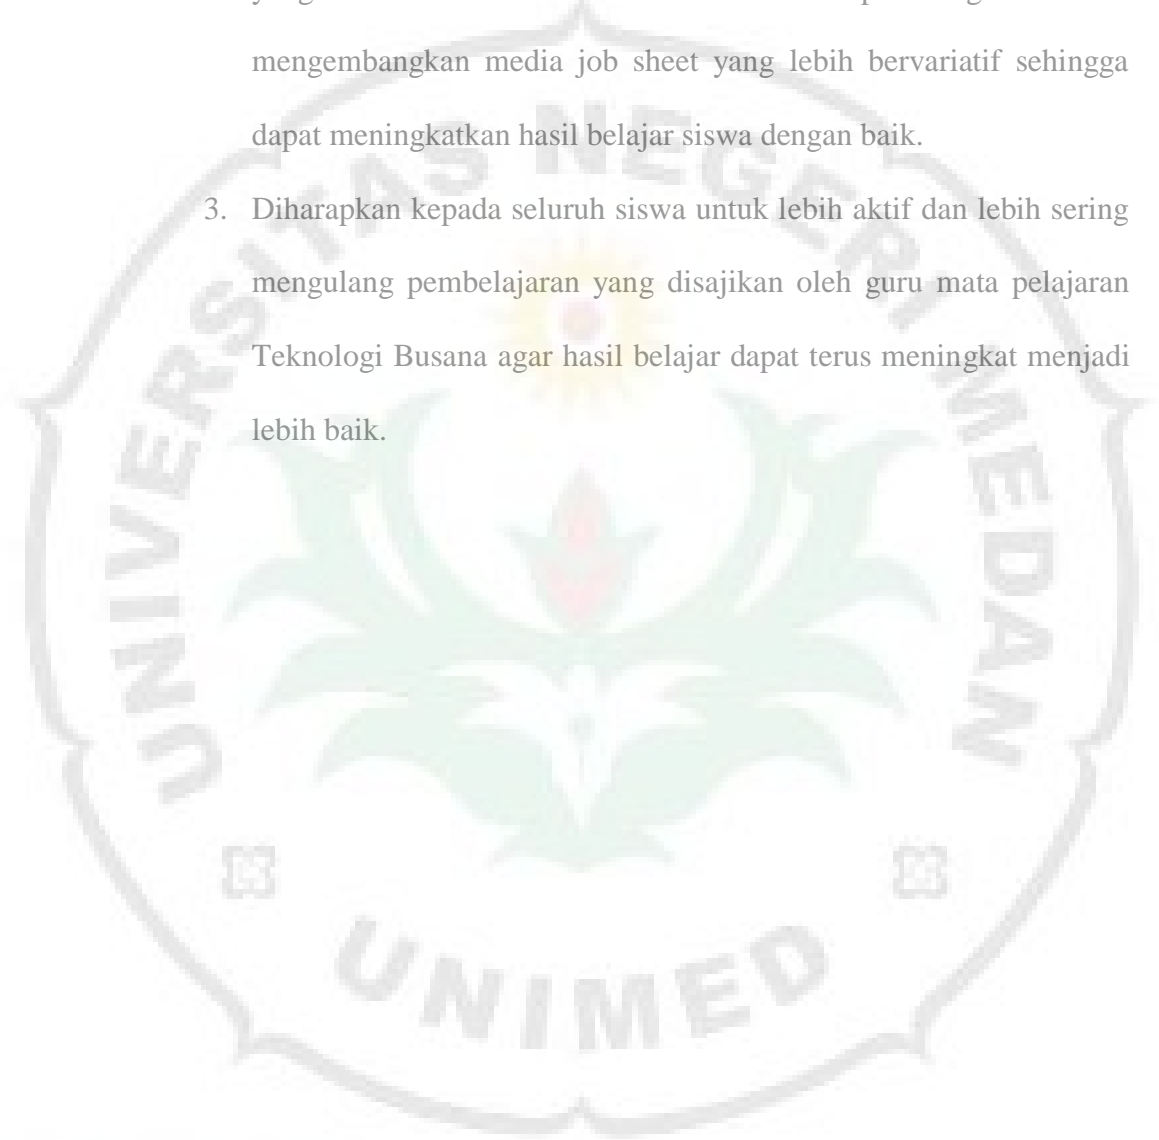 mengembangkan media job sheet yang lebih bervariatif sehingga
dapat meningkatkan hasil belajar siswa dengan baik.
3. Diharapkan kepada seluruh siswa untuk lebih aktif dan lebih sering
mengulang pembelajaran yang disajikan oleh guru mata pelajaran
Teknologi Busana agar hasil belajar dapat terus meningkat menjadi
lebih baik.
UNIVERSITAS NEGERI MEDAN
UNIMED